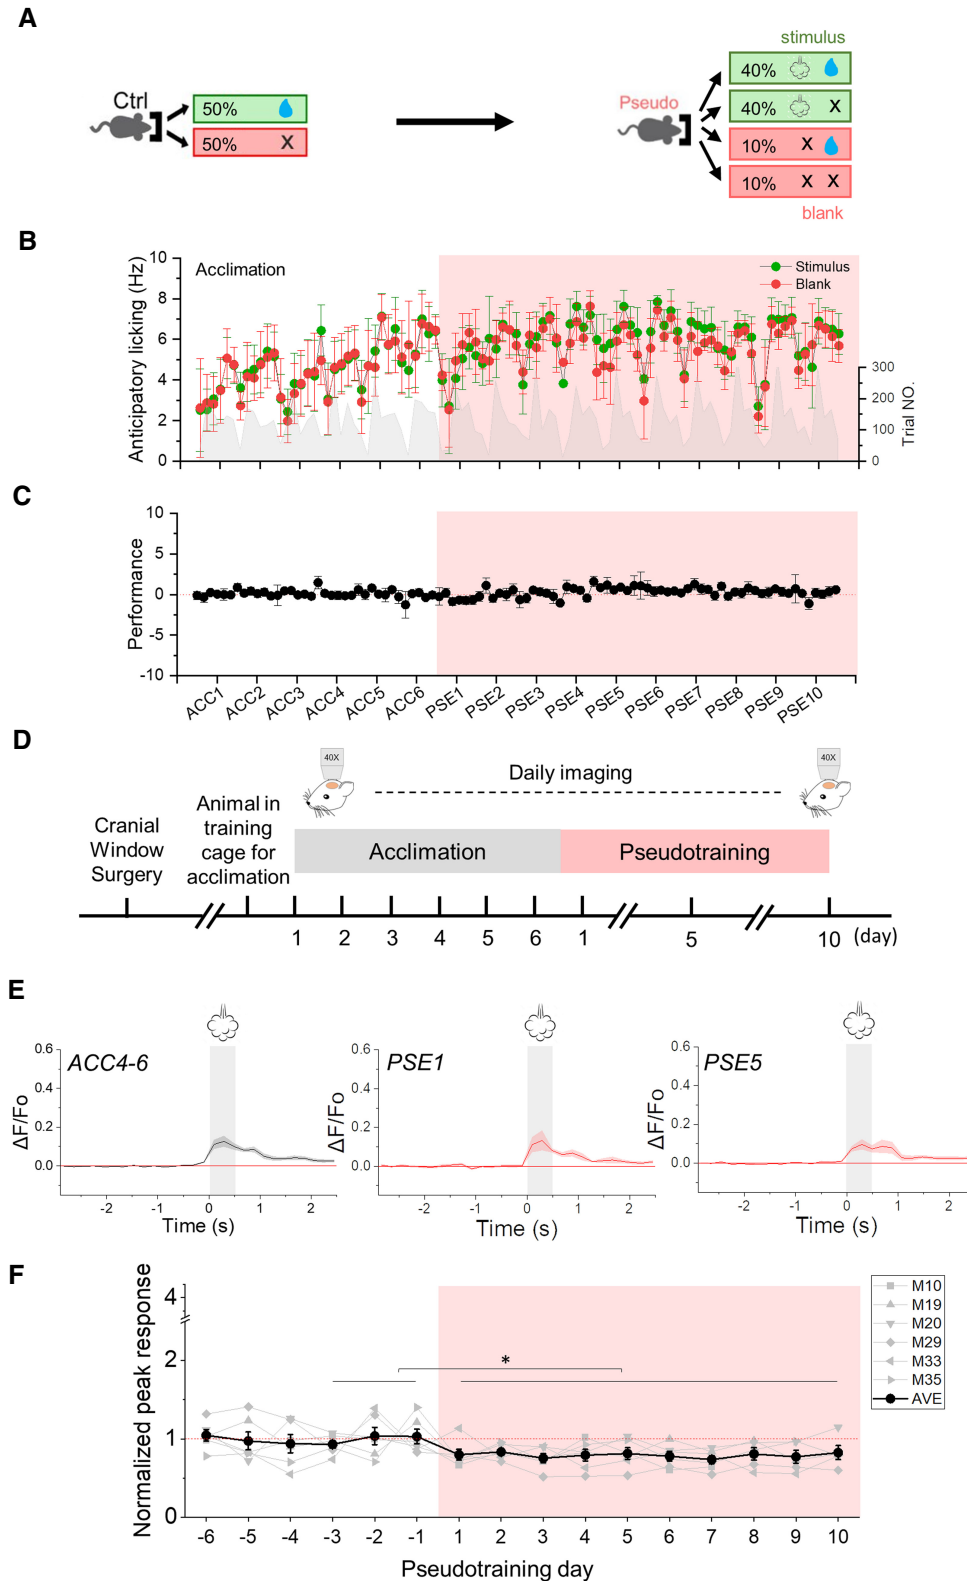 A
stimulus
Ctrl
50%
50% X
Pseudo
40%
40% X
10% X
10% X X
blank
B
Anticipatory licking (Hz)
10
8
6
4
2
0
Acclimation
Stimulus
Blank
300
200
100
0
Trial NO.
C
Performance
10
5
0
-5
-10
ACC1 ACC2 ACC3 ACC4 ACC5 ACC6 PSE1 PSE2 PSE3 PSE4 PSE5 PSE6 PSE7 PSE8 PSE9 PSE10
D
40X
40X
Daily imaging
Cranial
Window
Surgery
Animal in
training
cage for
acclimation
Acclimation
Pseudotraining
1 2 3 4 5 6 1 5 10 (day)
E
ΔF/Fo
0.6
0.4
0.2
0.0
ACC4-6
-2 0 1 2
Time (s)
ΔF/Fo
0.6
0.4
0.2
0.0
PSE1
-2 0 1 2
Time (s)
ΔF/Fo
0.6
0.4
0.2
0.0
PSE5
-2 0 1 2
Time (s)
F
Normalized peak response
4
2
1
0
*
M10
M19
M20
M29
M33
M35
AVE
-6 -5 -4 -3 -2 -1 1 2 3 4 5 6 7 8 9 10
Pseudotraining day